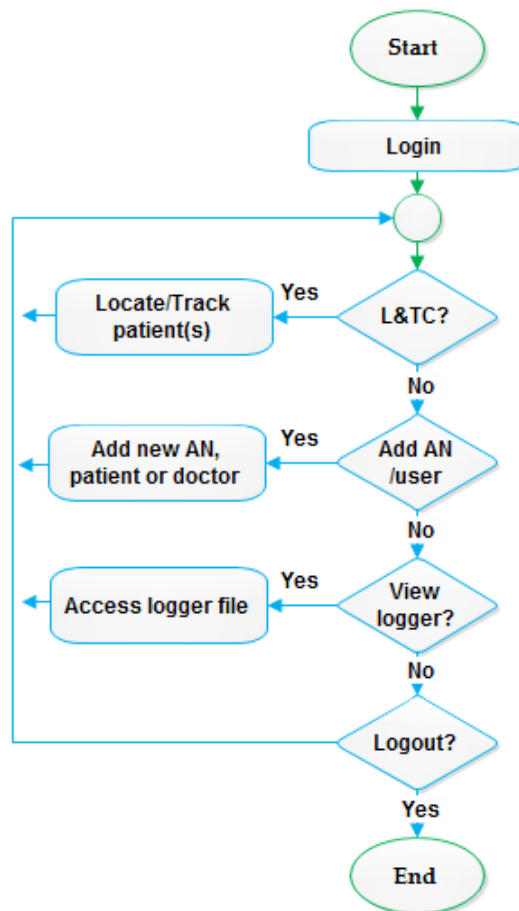 Start
Login
Yes
Locate/Track
patient(s)
L&TC?
No
Yes
Add new AN,
patient or doctor
Add AN
/user
No
Yes
Access logger file
View
logger?
No
Logout?
Yes
End